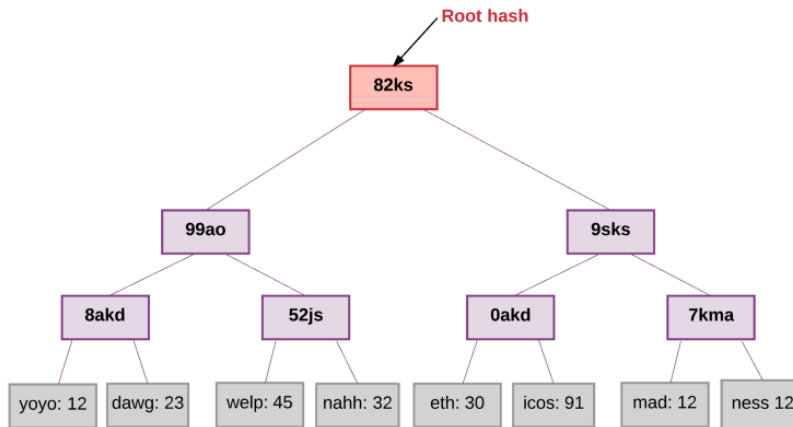 Root hash
82ks
99ao
9sks
8akd
52js
0akd
7kma
yoyo: 12
dawg: 23
welp: 45
nahh: 32
eth: 30
icos: 91
mad: 12
ness 12